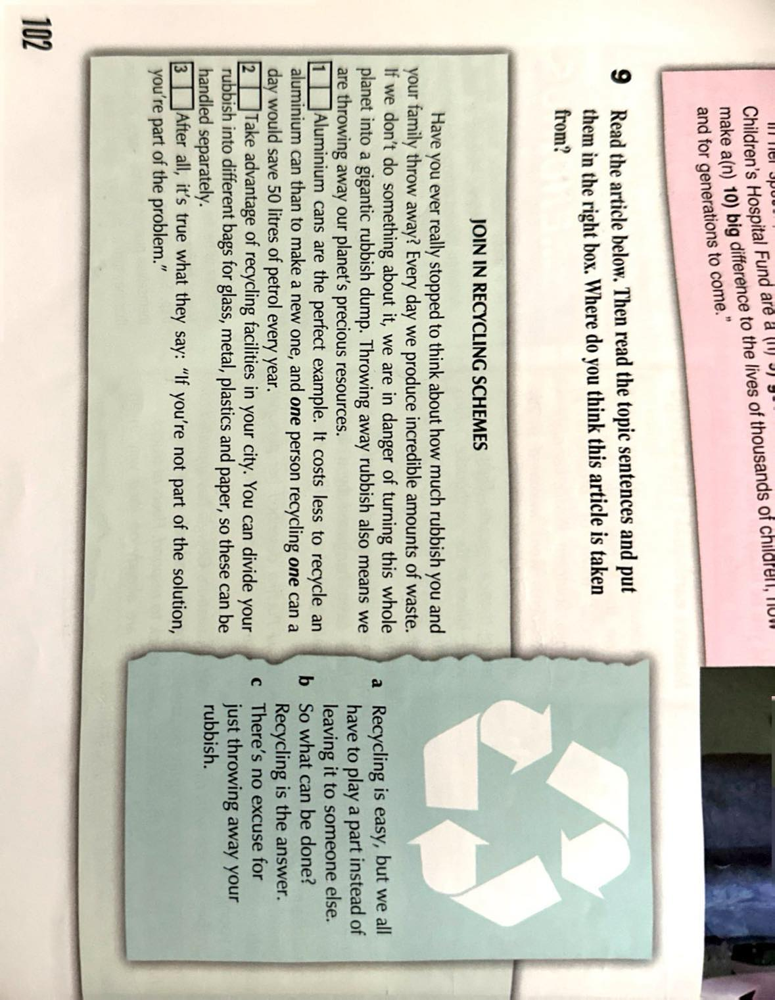 Children's Hospital Fund are a
make a(n) 10) big difference to the lives of thousands of children, now
and for generations to come."
9 Read the article below. Then read the topic sentences and put
them in the right box. Where do you think this article is taken
from?
JOIN IN RECYCLING SCHEMES
Have you ever really stopped to think about how much rubbish you and
your family throw away? Every day we produce incredible amounts of waste.
If we don't do something about it, we are in danger of turning this whole
planet into a gigantic rubbish dump. Throwing away rubbish also means we
are throwing away our planet's precious resources.
1 Aluminium cans are the perfect example. It costs less to recycle an
aluminium can than to make a new one, and one person recycling one can a
day would save 50 litres of petrol every year.
2 Take advantage of recycling facilities in your city. You can divide your
rubbish into different bags for glass, metal, plastics and paper, so these can be
handled separately.
3 After all, it's true what they say: "If you're not part of the solution,
you're part of the problem."
a Recycling is easy, but we all
have to play a part instead of
leaving it to someone else.
b So what can be done?
Recycling is the answer.
c There's no excuse for
just throwing away your
rubbish.
102